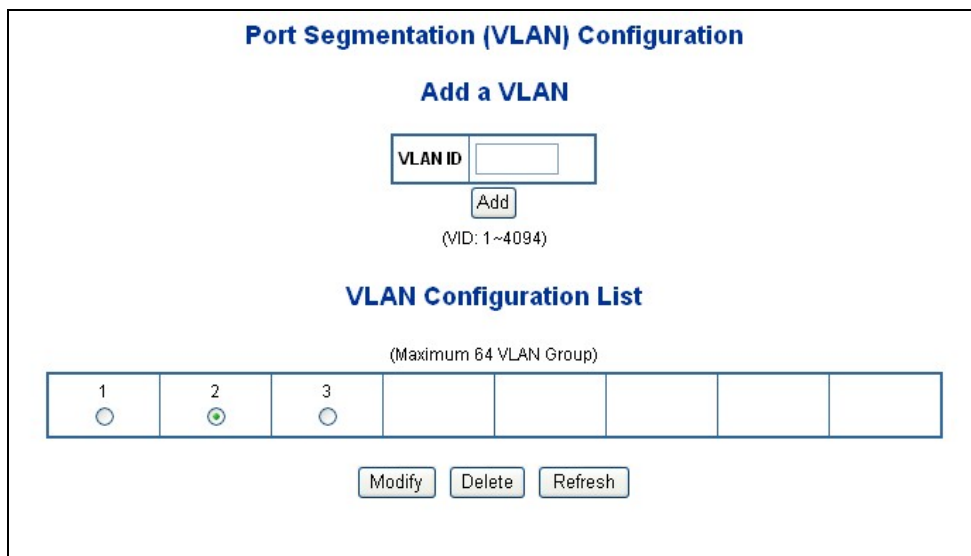 Port Segmentation (VLAN) Configuration
Add a VLAN
VLAN ID
Add
(VID: 1~4094)
VLAN Configuration List
(Maximum 64 VLAN Group)
1 2 3
Modify Delete Refresh